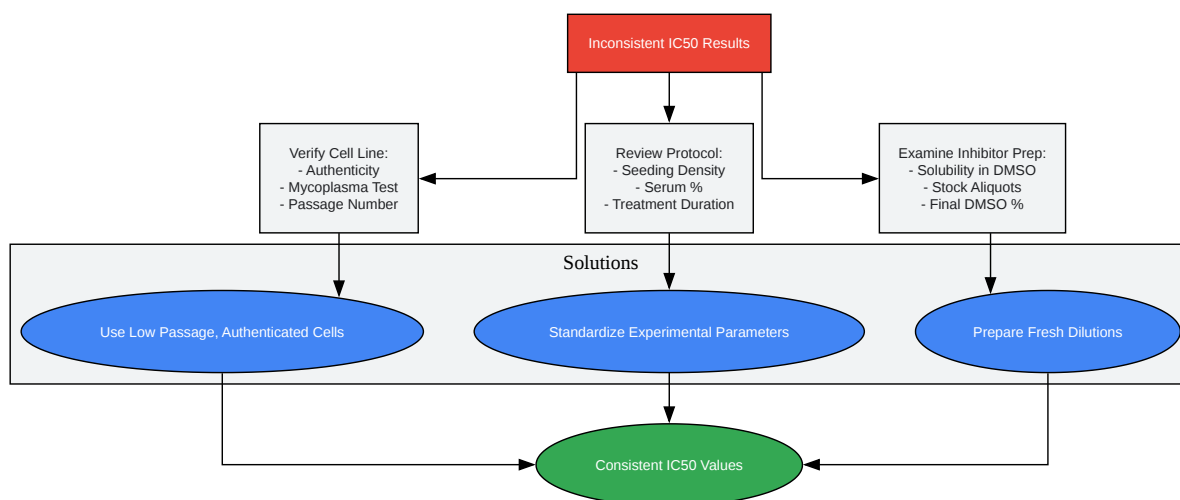 Inconsistent IC50 Results
Verify Cell Line:
- Authenticity
- Mycoplasma Test
- Passage Number
Review Protocol:
- Seeding Density
- Serum %
- Treatment Duration
Examine Inhibitor Prep:
- Solubility in DMSO
- Stock Aliquots
- Final DMSO %
Solutions
Use Low Passage, Authenticated Cells
Standardize Experimental Parameters
Prepare Fresh Dilutions
Consistent IC50 Values